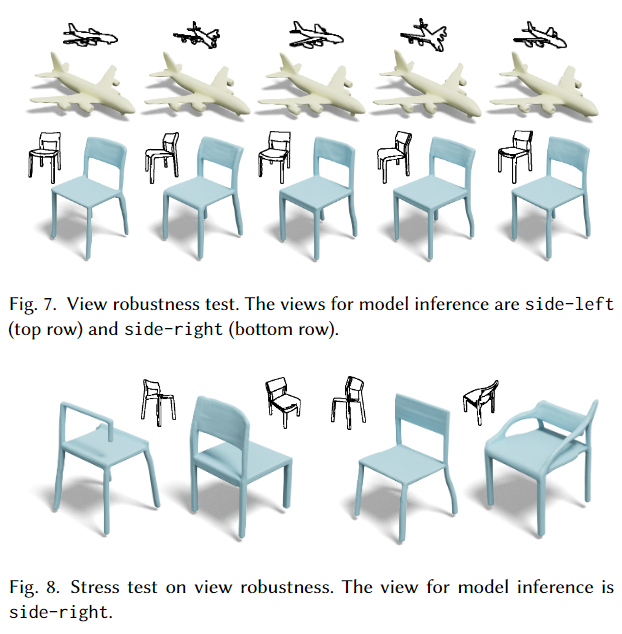 Fig. 7. View robustness test. The views for model inference are side-left
(top row) and side-right (bottom row).
Fig. 8. Stress test on view robustness. The view for model inference is
side-right.